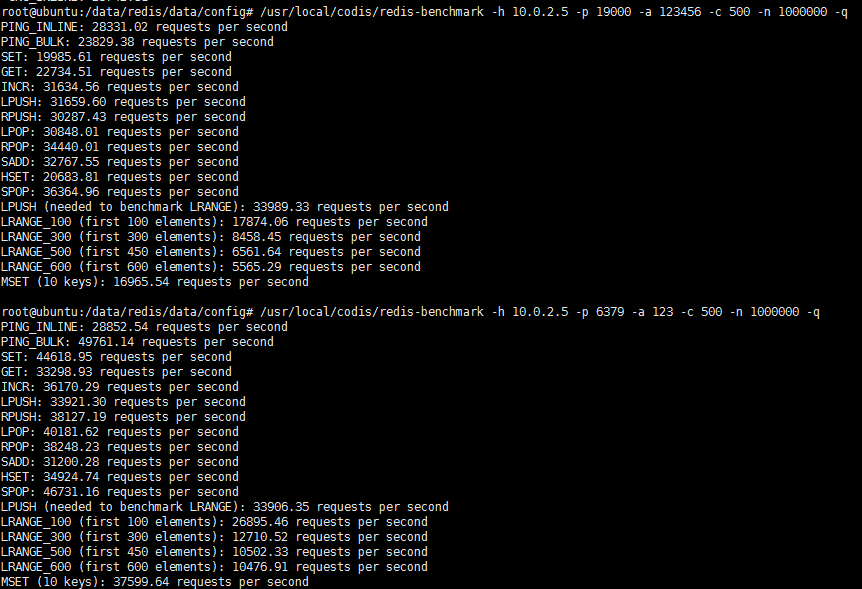 root@ubuntu:/data/redis/data/config# /usr/local/codis/redis-benchmark -h 10.0.2.5 -p 19000 -a 123456 -c 500 -n 1000000 -q
PING_INLINE: 28331.02 requests per second
PING_BULK: 23829.38 requests per second
SET: 19985.61 requests per second
GET: 22734.51 requests per second
INCR: 31634.56 requests per second
LPUSH: 31659.60 requests per second
RPUSH: 30287.43 requests per second
LPOP: 30848.01 requests per second
RPOP: 34440.01 requests per second
SADD: 32767.55 requests per second
HSET: 20683.81 requests per second
SPOP: 36364.96 requests per second
LPUSH (needed to benchmark LRANGE): 33989.33 requests per second
LRANGE_100 (first 100 elements): 17874.06 requests per second
LRANGE_300 (first 300 elements): 8458.45 requests per second
LRANGE_500 (first 450 elements): 6561.64 requests per second
LRANGE_600 (first 600 elements): 5565.29 requests per second
MSET (10 keys): 16965.54 requests per second
root@ubuntu:/data/redis/data/config# /usr/local/codis/redis-benchmark -h 10.0.2.5 -p 6379 -a 123 -c 500 -n 1000000 -q
PING_INLINE: 28852.54 requests per second
PING_BULK: 49761.14 requests per second
SET: 44618.95 requests per second
GET: 33298.93 requests per second
INCR: 36170.29 requests per second
LPUSH: 33921.30 requests per second
RPUSH: 38127.19 requests per second
LPOP: 40181.62 requests per second
RPOP: 38248.23 requests per second
SADD: 31200.28 requests per second
HSET: 34924.74 requests per second
SPOP: 46731.16 requests per second
LPUSH (needed to benchmark LRANGE): 33906.35 requests per second
LRANGE_100 (first 100 elements): 26895.46 requests per second
LRANGE_300 (first 300 elements): 12710.52 requests per second
LRANGE_500 (first 450 elements): 10502.33 requests per second
LRANGE_600 (first 600 elements): 10476.91 requests per second
MSET (10 keys): 37599.64 requests per second